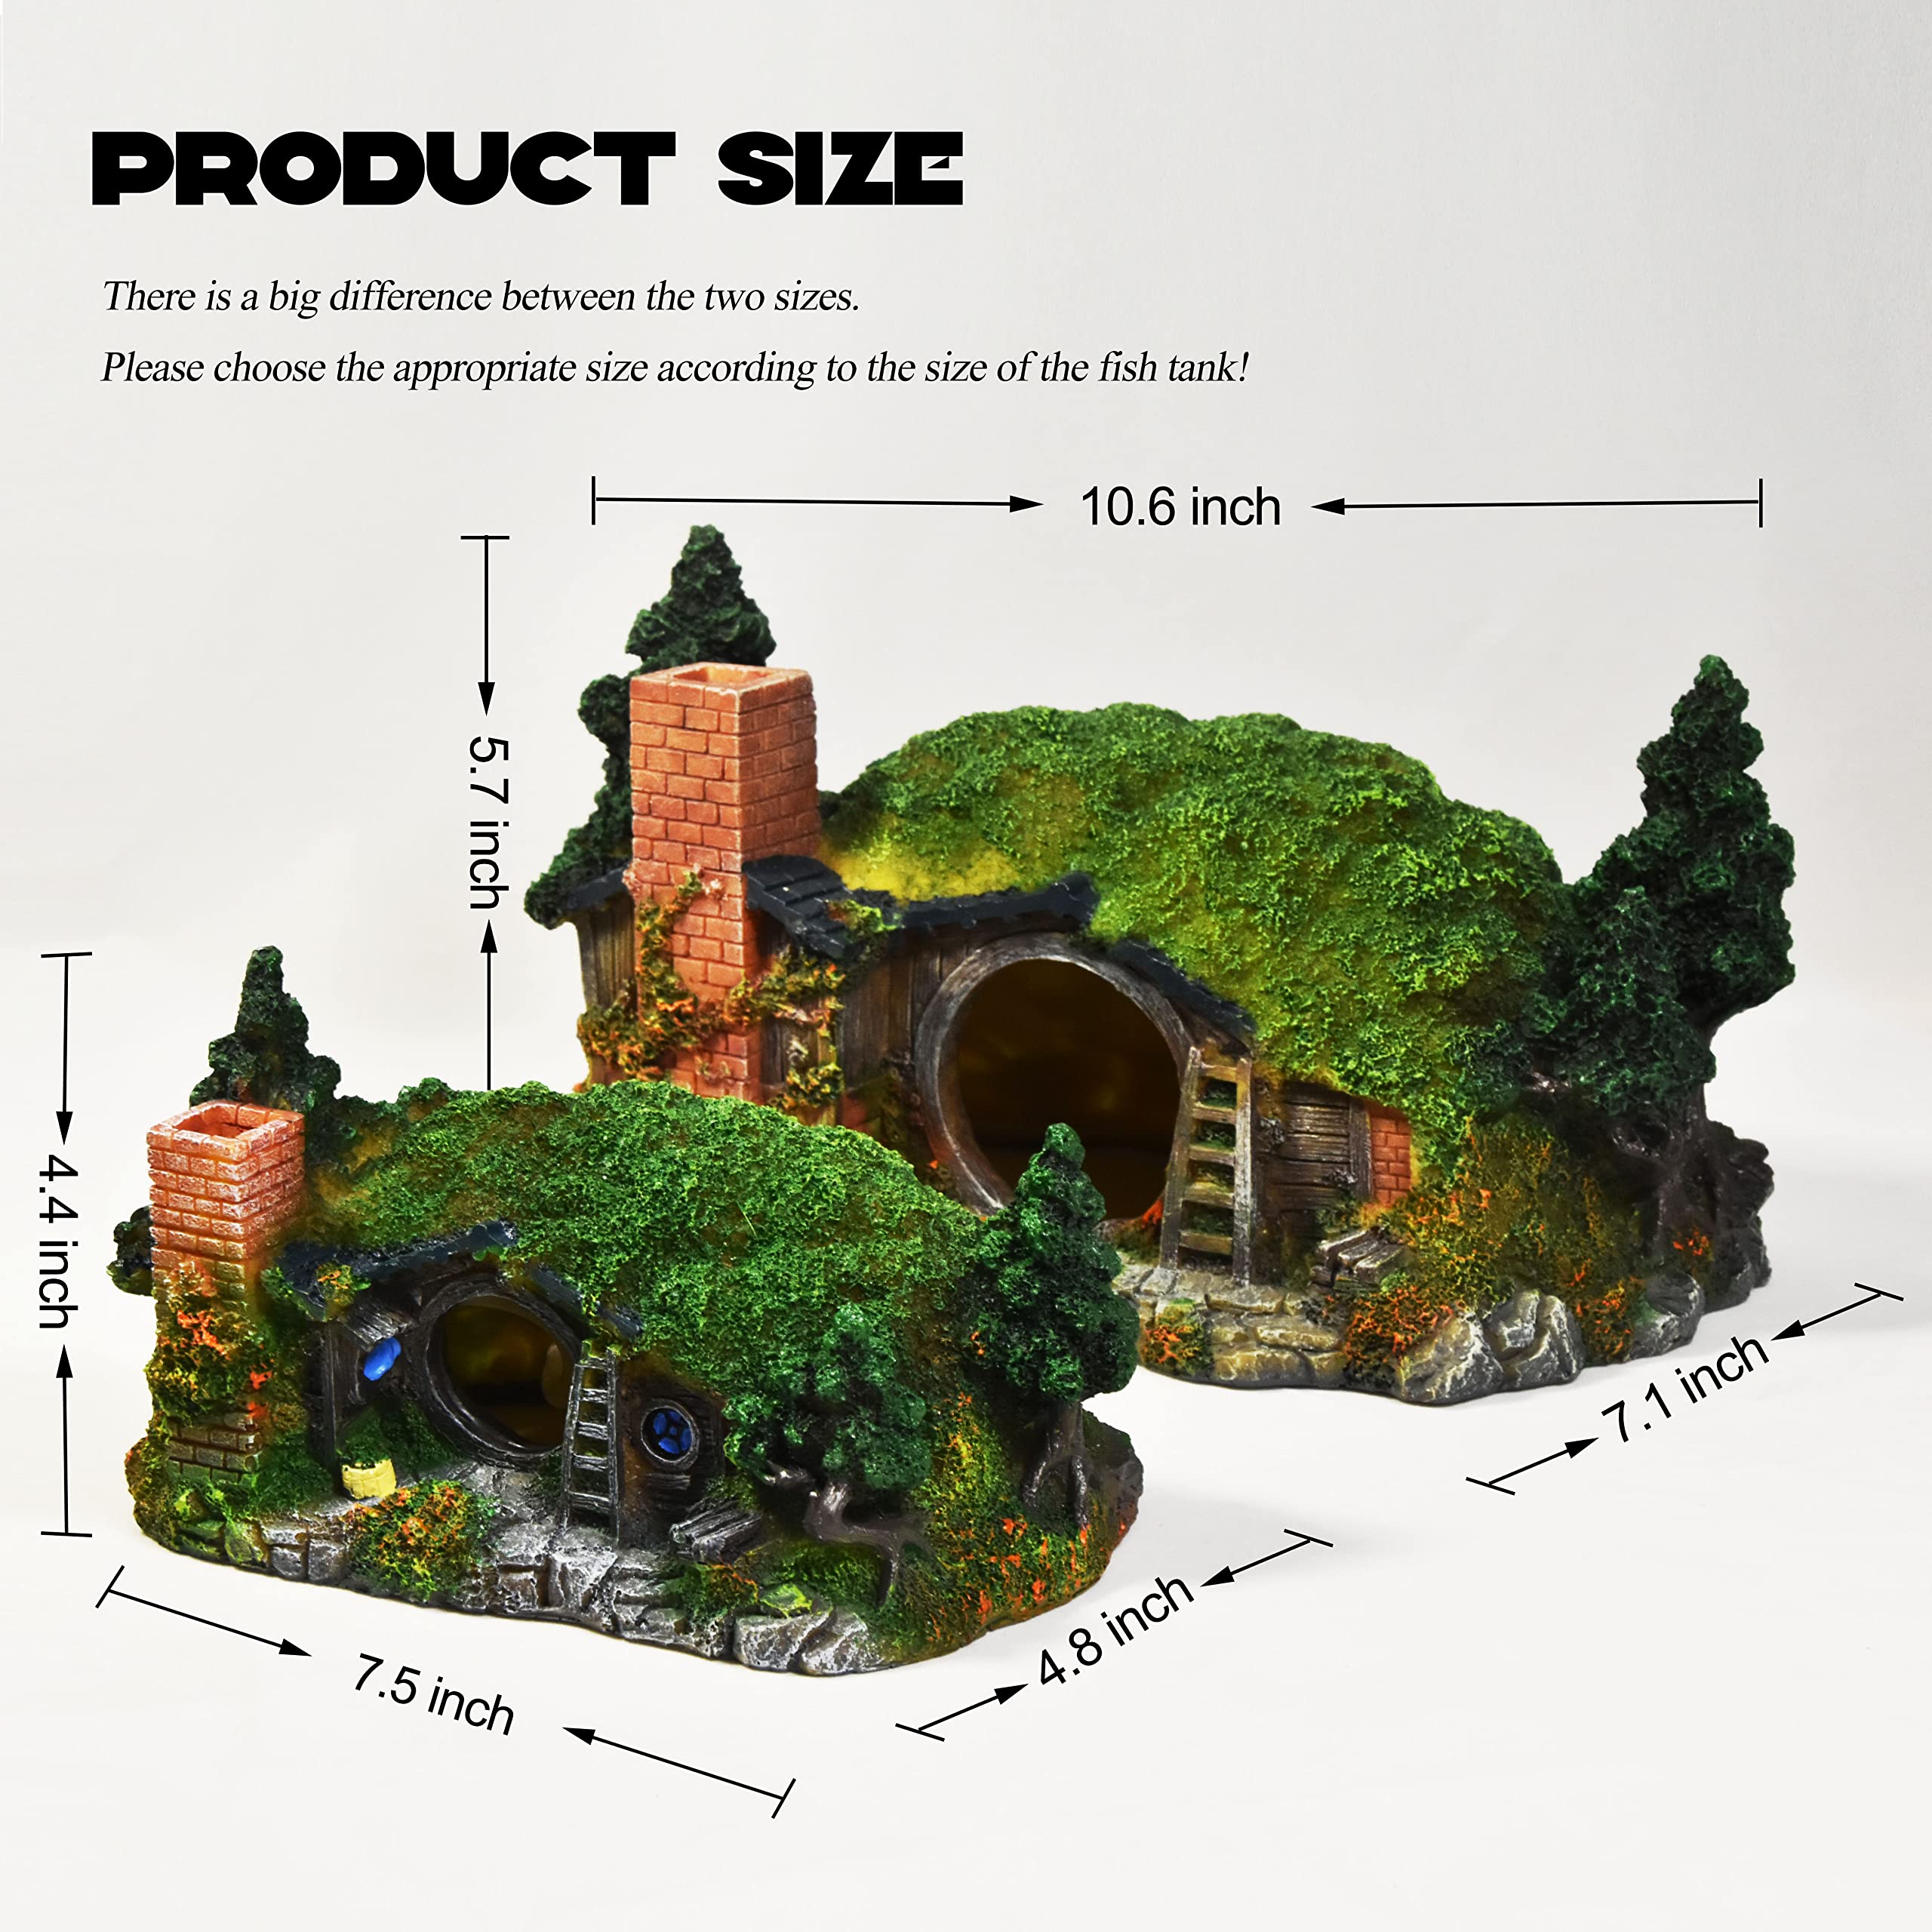 PRODUCT SIZE
There is a big difference between the two sizes.
Please choose the appropriate size according to the size of the fish tank!
10.6 inch
5.7 inch
4.4 inch
7.1 inch
4.8 inch
7.5 inch